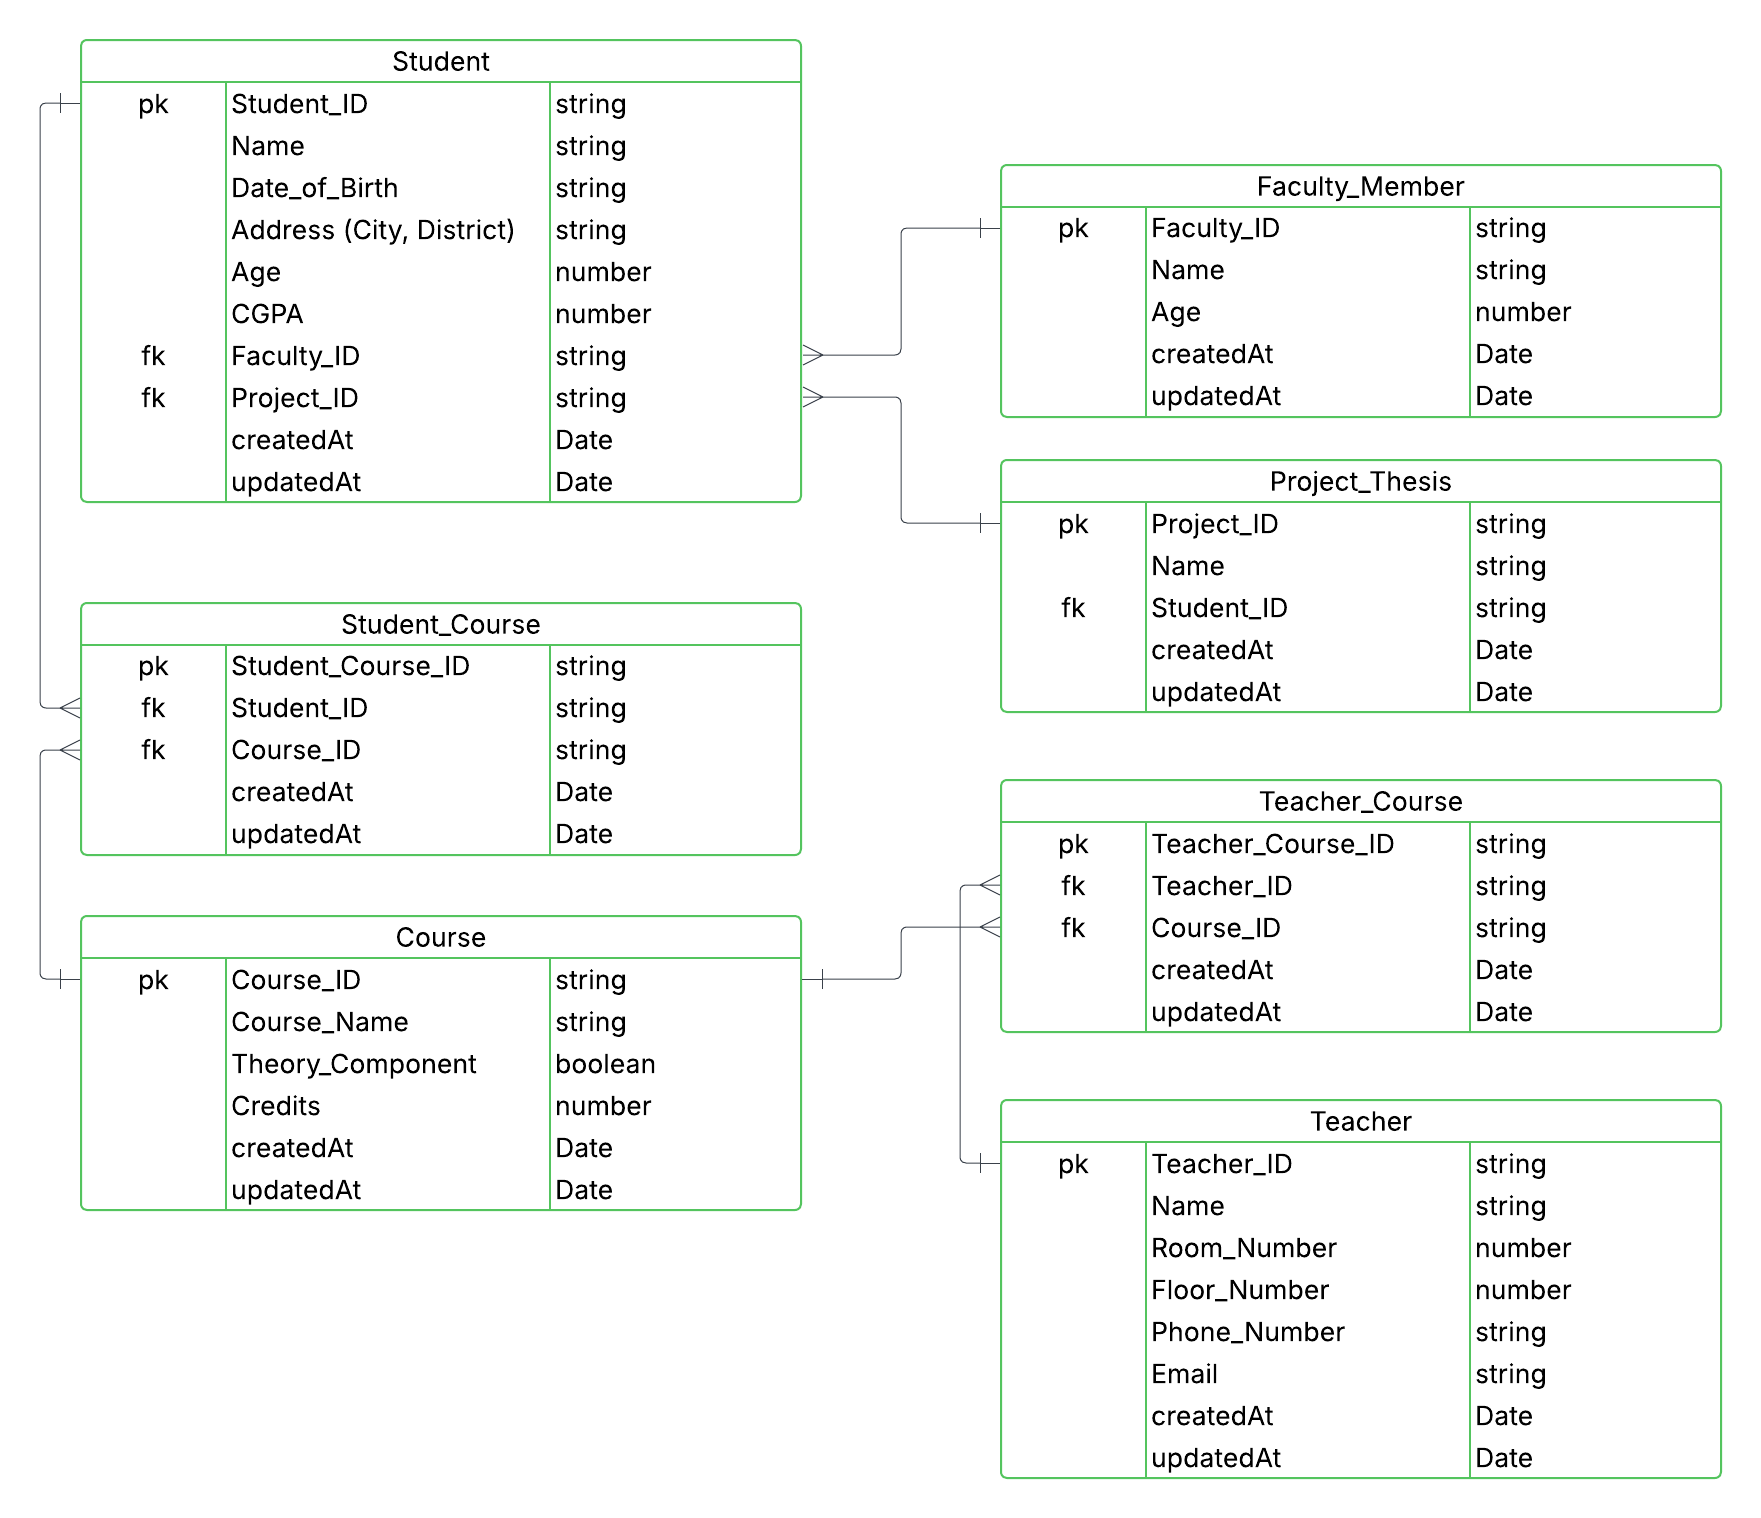 Student
pk Student_ID string
Name string
Date_of_Birth string
Address (City, District) string
Age number
CGPA number
fk Faculty_ID string
fk Project_ID string
createdAt Date
updatedAt Date
Faculty_Member
pk Faculty_ID string
Name string
Age number
createdAt Date
updatedAt Date
Project_Thesis
pk Project_ID string
Name string
fk Student_ID string
createdAt Date
updatedAt Date
Student_Course
pk Student_Course_ID string
fk Student_ID string
fk Course_ID string
createdAt Date
updatedAt Date
Teacher_Course
pk Teacher_Course_ID string
fk Teacher_ID string
fk Course_ID string
createdAt Date
updatedAt Date
Course
pk Course_ID string
Course_Name string
Theory_Component boolean
Credits number
createdAt Date
updatedAt Date
Teacher
pk Teacher_ID string
Name string
Room_Number number
Floor_Number number
Phone_Number string
Email string
createdAt Date
updatedAt Date